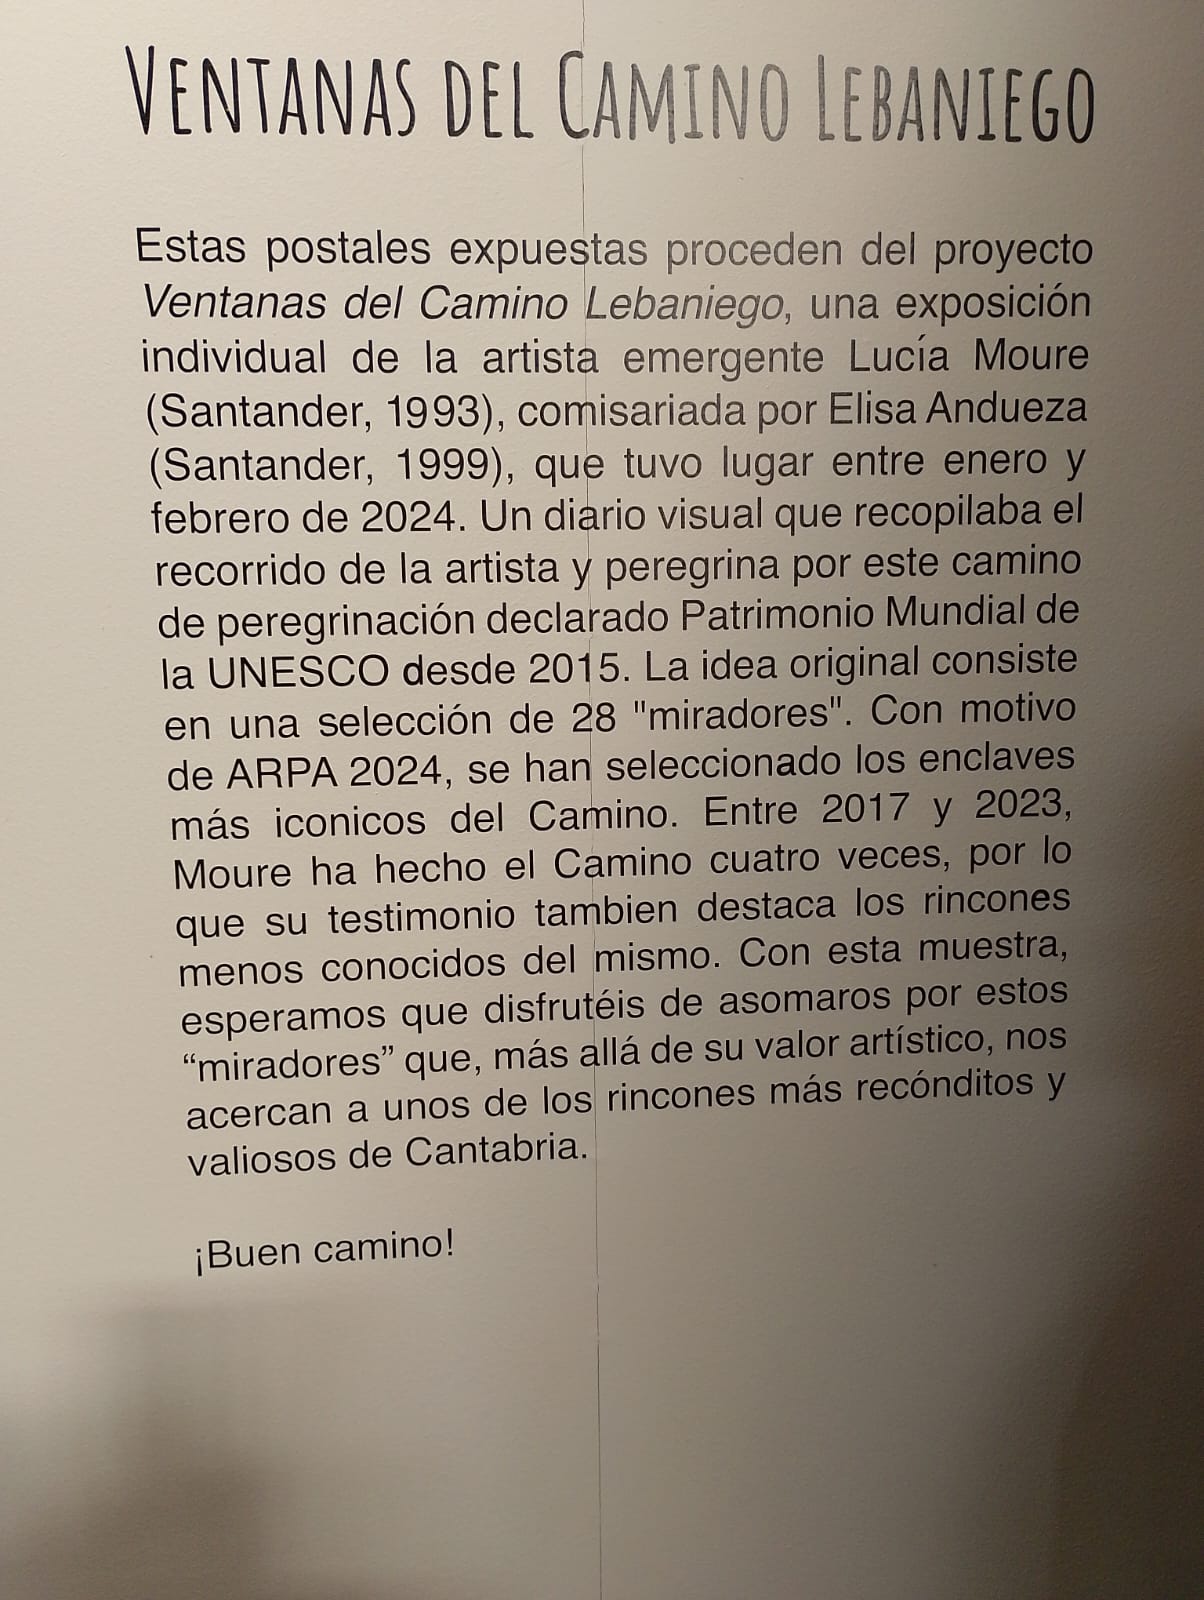 VENTANAS DEL CAMINO LEBANIEGO
Estas postales expuestas proceden del proyecto
Ventanas del Camino Lebaniego, una exposición
individual de la artista emergente Lucía Moure
(Santander, 1993), comisariada por Elisa Andueza
(Santander, 1999), que tuvo lugar entre enero y
febrero de 2024. Un diario visual que recopilaba el
recorrido de la artista y peregrina por este camino
de peregrinación declarado Patrimonio Mundial de
la UNESCO desde 2015. La idea original consiste
en una selección de 28 "miradores". Con motivo
de ARPA 2024, se han seleccionado los enclaves
más iconicos del Camino. Entre 2017 y 2023,
Moure ha hecho el Camino cuatro veces, por lo
que su testimonio tambien destaca los rincones
menos conocidos del mismo. Con esta muestra,
esperamos que disfrutéis de asomaros por estos
“miradores” que, más allá de su valor artístico, nos
acercan a unos de los rincones más recónditos y
valiosos de Cantabria.
¡Buen camino!